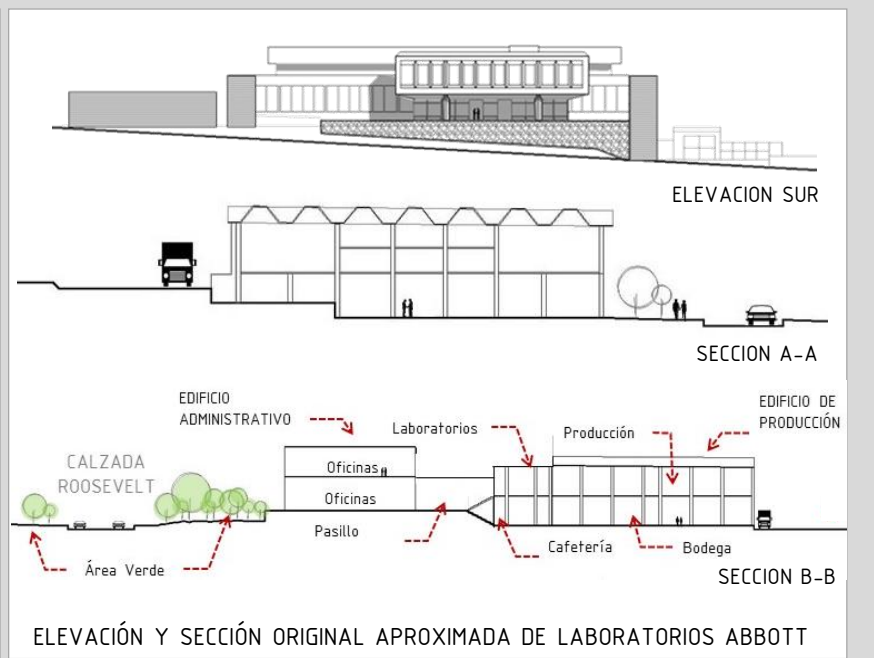 ELEVACION SUR
SECCION A-A
EDIFICIO
ADMINISTRATIVO
Laboratorios
Producción
EDIFICIO DE
PRODUCCIÓN
CALZADA
ROOSEVELT
Oficinas
Oficinas
Pasillo
Cafetería
Bodega
Área Verde
SECCION B-B
ELEVACIÓN Y SECCIÓN ORIGINAL APROXIMADA DE LABORATORIOS ABBOTT